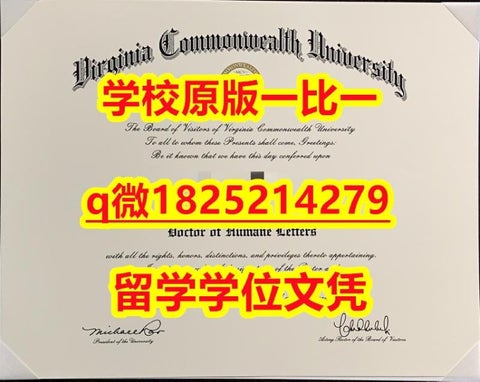 Virginia Commonwealth University
学校原版一比一
The Board of Visitors of Virginia Commonwealth University
To all to whom these Presents shall come, Greetings:
Be it known that we have this day conferred upon
q微1825214279
Doctor of Humane Letters
with all the rights, honors, distinctions, and privileges thereto appertaining.
留学学位文凭
President of the University
Acting Rector of the Board of Visitors